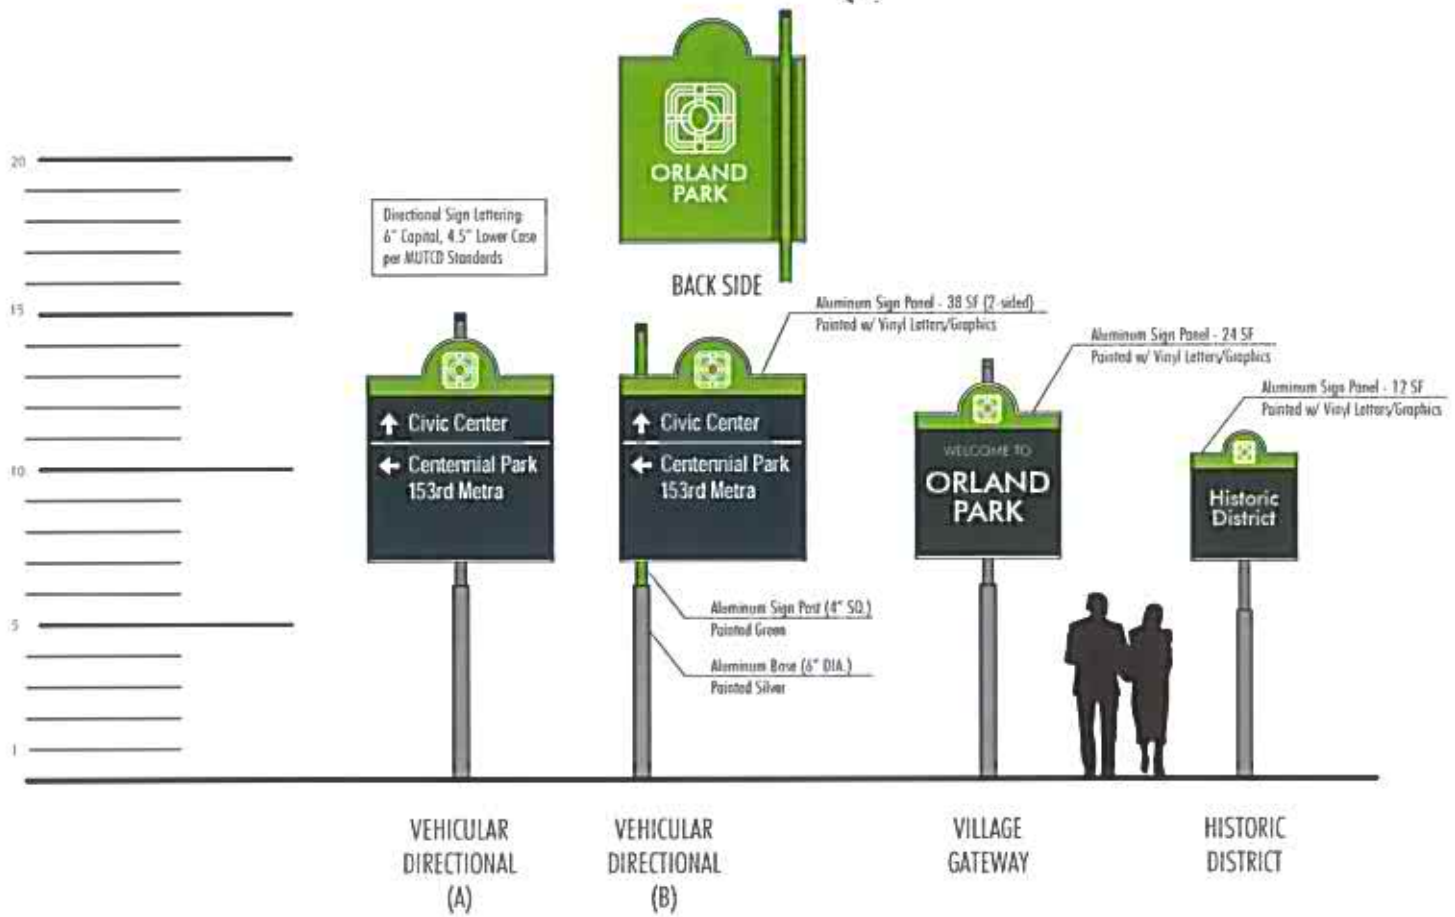 ORLAND
PARK
BACK SIDE
20
15
10
5
1
Directional Sign Lettering:
6" Capital, 4.5" Lower Case
per MUTCD Standards
Civic Center
Centennial Park
153rd Metra
Civic Center
Centennial Park
153rd Metra
Aluminum Sign Panel - 38 SF (2-sided)
Painted w/ Vinyl Letters/Graphics
Aluminum Sign Panel - 24 SF
Painted w/ Vinyl Letters/Graphics
Aluminum Sign Panel - 12 SF
Painted w/ Vinyl Letters/Graphics
WELCOME TO
ORLAND
PARK
Historic
District
Aluminum Sign Post (4" SQ.)
Painted Green
Aluminum Base (6" DIA.)
Painted Silver
VEHICULAR
DIRECTIONAL
(A)
VEHICULAR
DIRECTIONAL
(B)
VILLAGE
GATEWAY
HISTORIC
DISTRICT